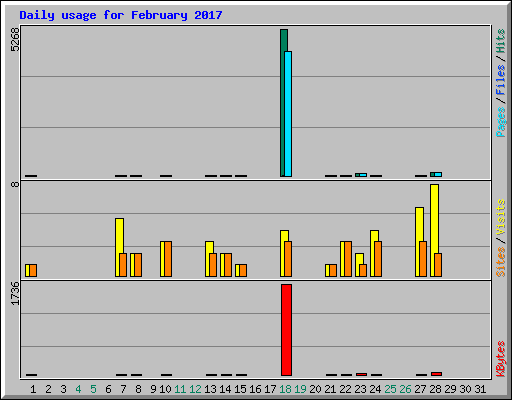 Daily usage for February 2017
5268
8
1736
Pages/Files/Hits
Sites/Visits
KBytes
1 2 3 4 5 6 7 8 9 10 11 12 13 14 15 16 17 18 19 20 21 22 23 24 25 26 27 28 29 30 31